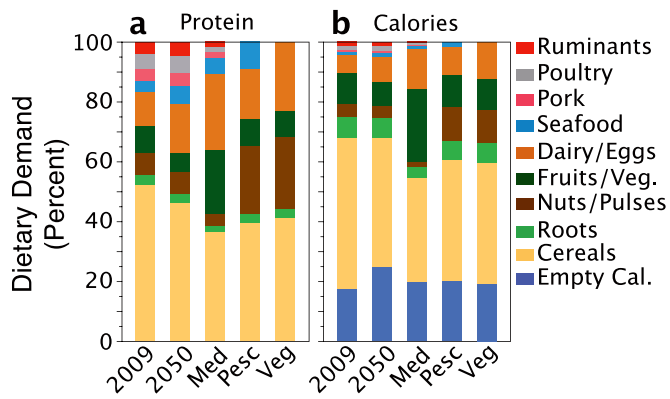 a Protein
b Calories
Dietary Demand
(Percent)
100
80
60
40
20
0
2009
2050
Med
Pesc
Veg
2009
2050
Med
Pesc
Veg
Ruminants
Poultry
Pork
Seafood
Dairy/Eggs
Fruits/Veg.
Nuts/Pulses
Roots
Cereals
Empty Cal.